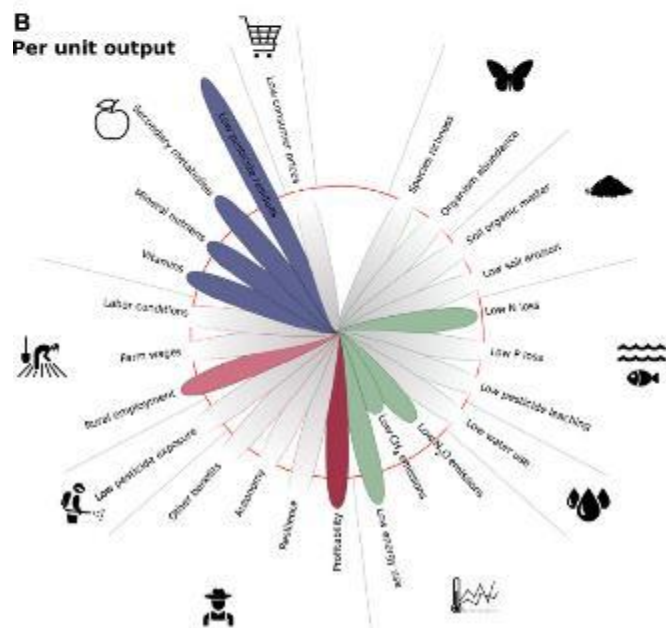 B
Per unit output
Low consumer prices
Species richness
Organism abundance
Soil organic matter
Low soil erosion
Low N loss
Low P loss
Low pesticide leaching
Low water use
Low N₂O emissions
Low CH₄ emissions
Low energy use
Profitability
Resilience
Autonomy
Other benefits
Low pesticide exposure
Rural employment
Farm wages
Labor conditions
Vitamins
Mineral nutrients
Secondary metabolites
Low pesticide residues